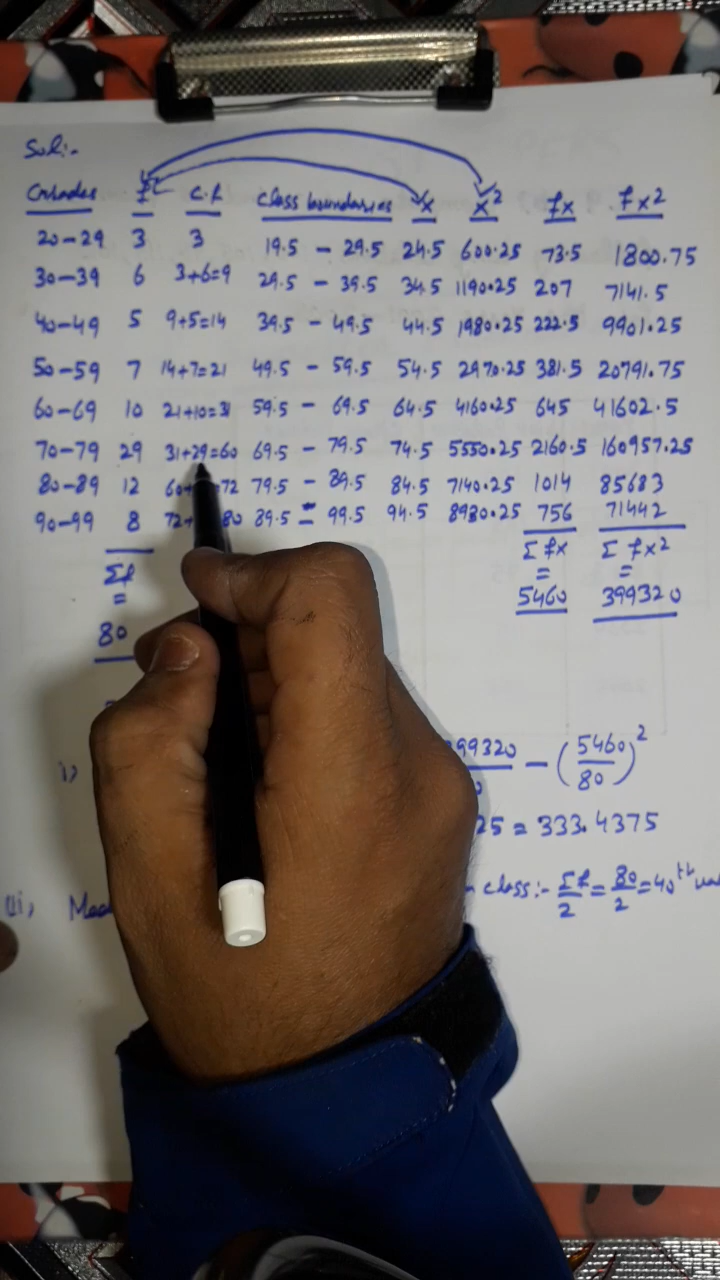 Sol:-
f C.f Class boundaries x x² fx fx²
20-29 3 3 19.5 - 29.5 24.5 600.25 73.5 1800.75
30-39 6 3+6=9 29.5 - 39.5 34.5 1190.25 207 7141.5
40-49 5 9+5=14 39.5 - 49.5 44.5 1980.25 222.5 9901.25
50-59 7 14+7=21 49.5 - 59.5 54.5 2970.25 381.5 20791.75
60-69 10 21+10=31 59.5 - 69.5 64.5 4160.25 645 41602.5
70-79 29 31+29=60 69.5 - 79.5 74.5 5550.25 2160.5 160957.25
80-89 12 60+ 72 79.5 - 89.5 84.5 7140.25 1014 85683
90-99 8 72+ 80 89.5 - 99.5 94.5 8930.25 756 71442
Σf Σfx Σfx²
= = =
80 5460 399320
i) 99320 - (5460/80)²
25 = 333.4375
class:- Σf/2 = 80/2 = 40th